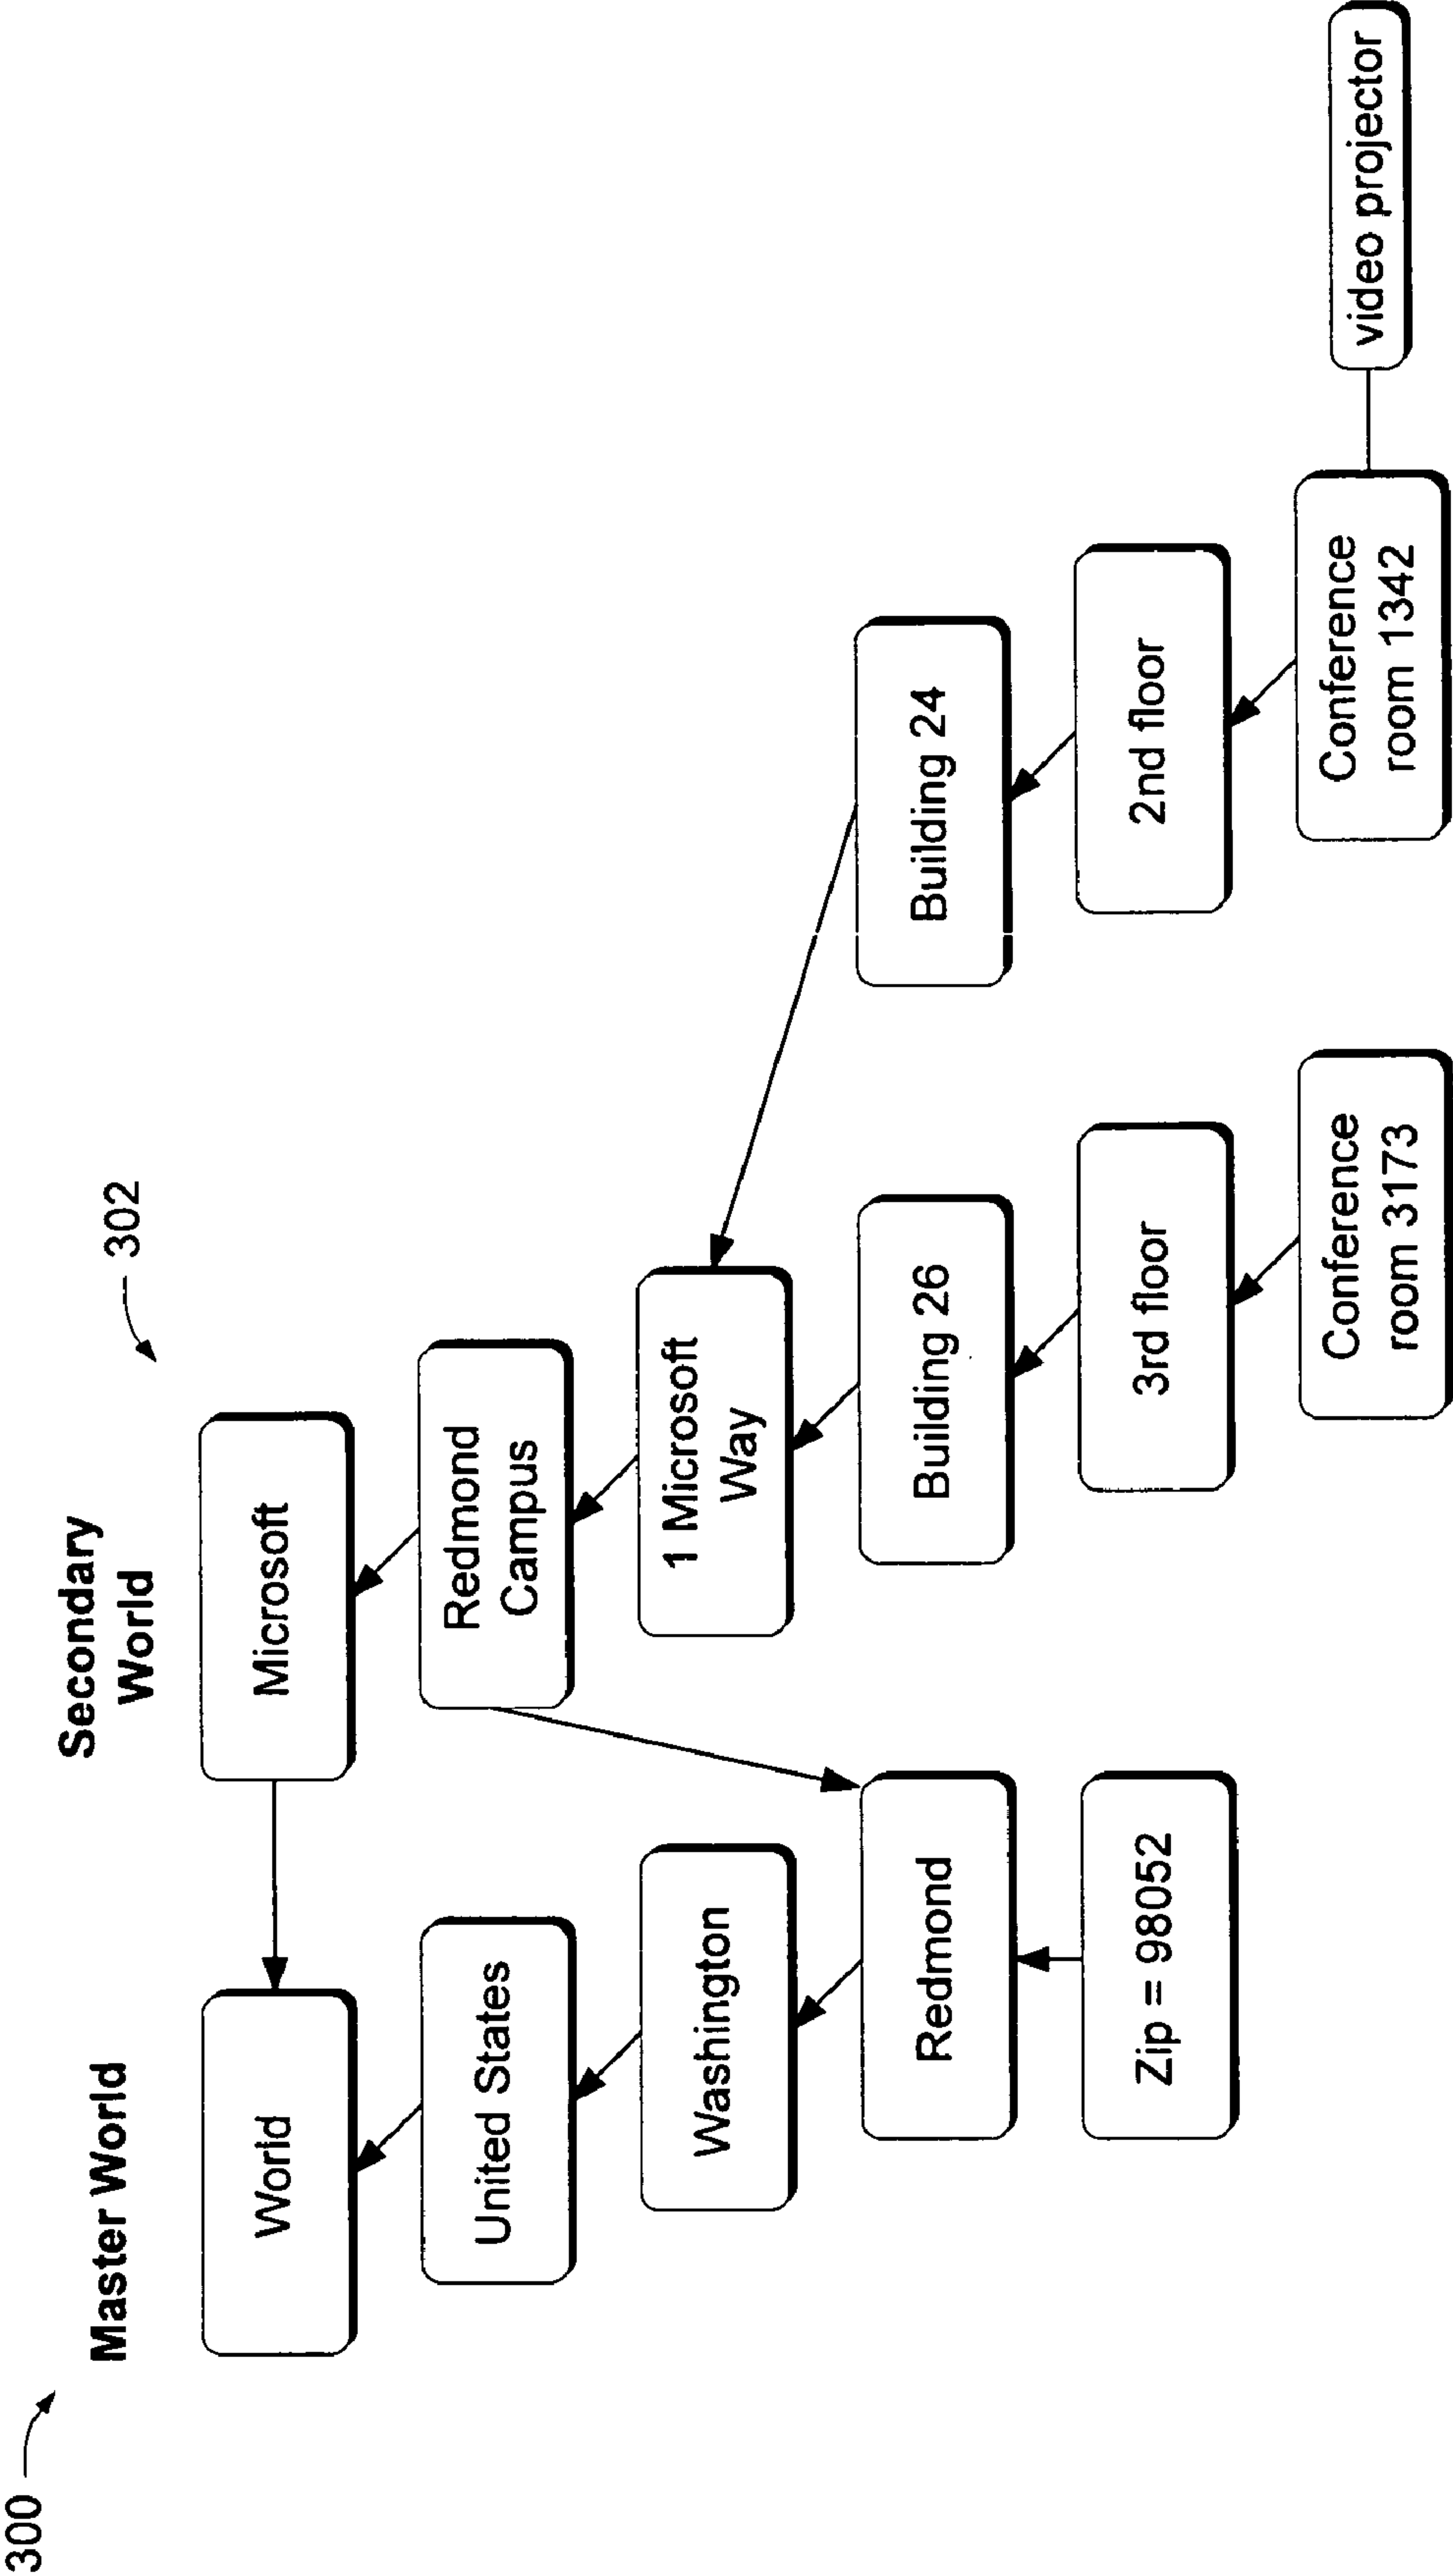 300
Master World
World
United States
Washington
Redmond
Zip = 98052
Secondary
World
302
Microsoft
Redmond
Campus
1 Microsoft
Way
Building 26
3rd floor
Conference
room 3173
Building 24
2nd floor
Conference
room 1342
video projector